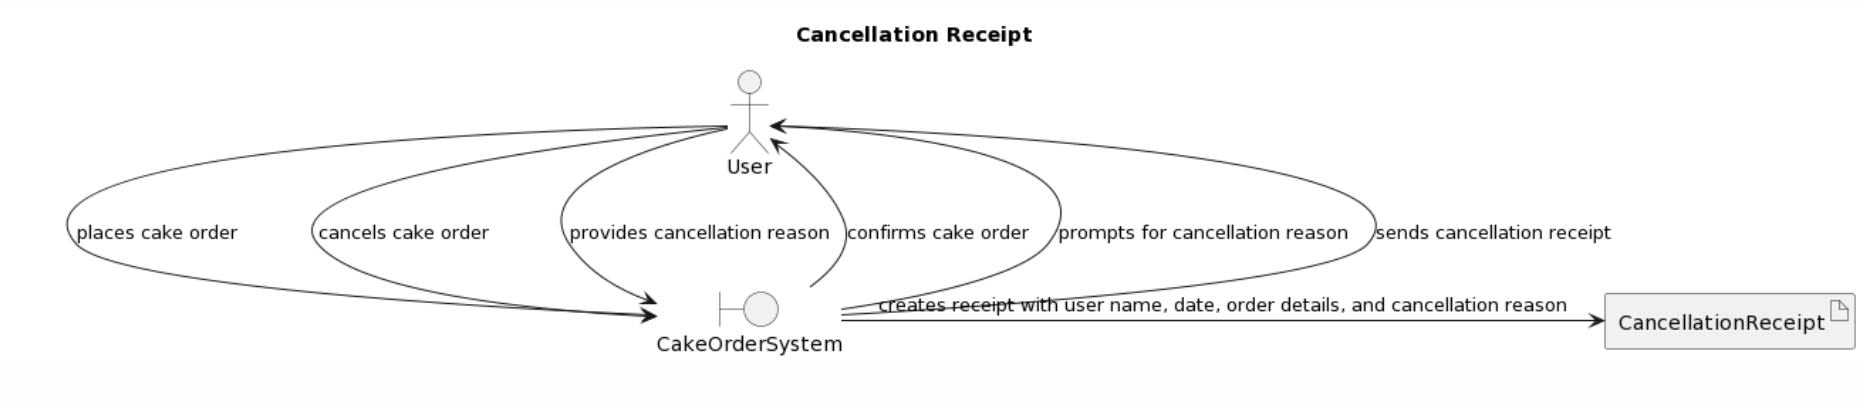 Cancellation Receipt
User
places cake order
cancels cake order
provides cancellation reason
confirms cake order
prompts for cancellation reason
sends cancellation receipt
creates receipt with user name, date, order details, and cancellation reason
CakeOrderSystem
CancellationReceipt